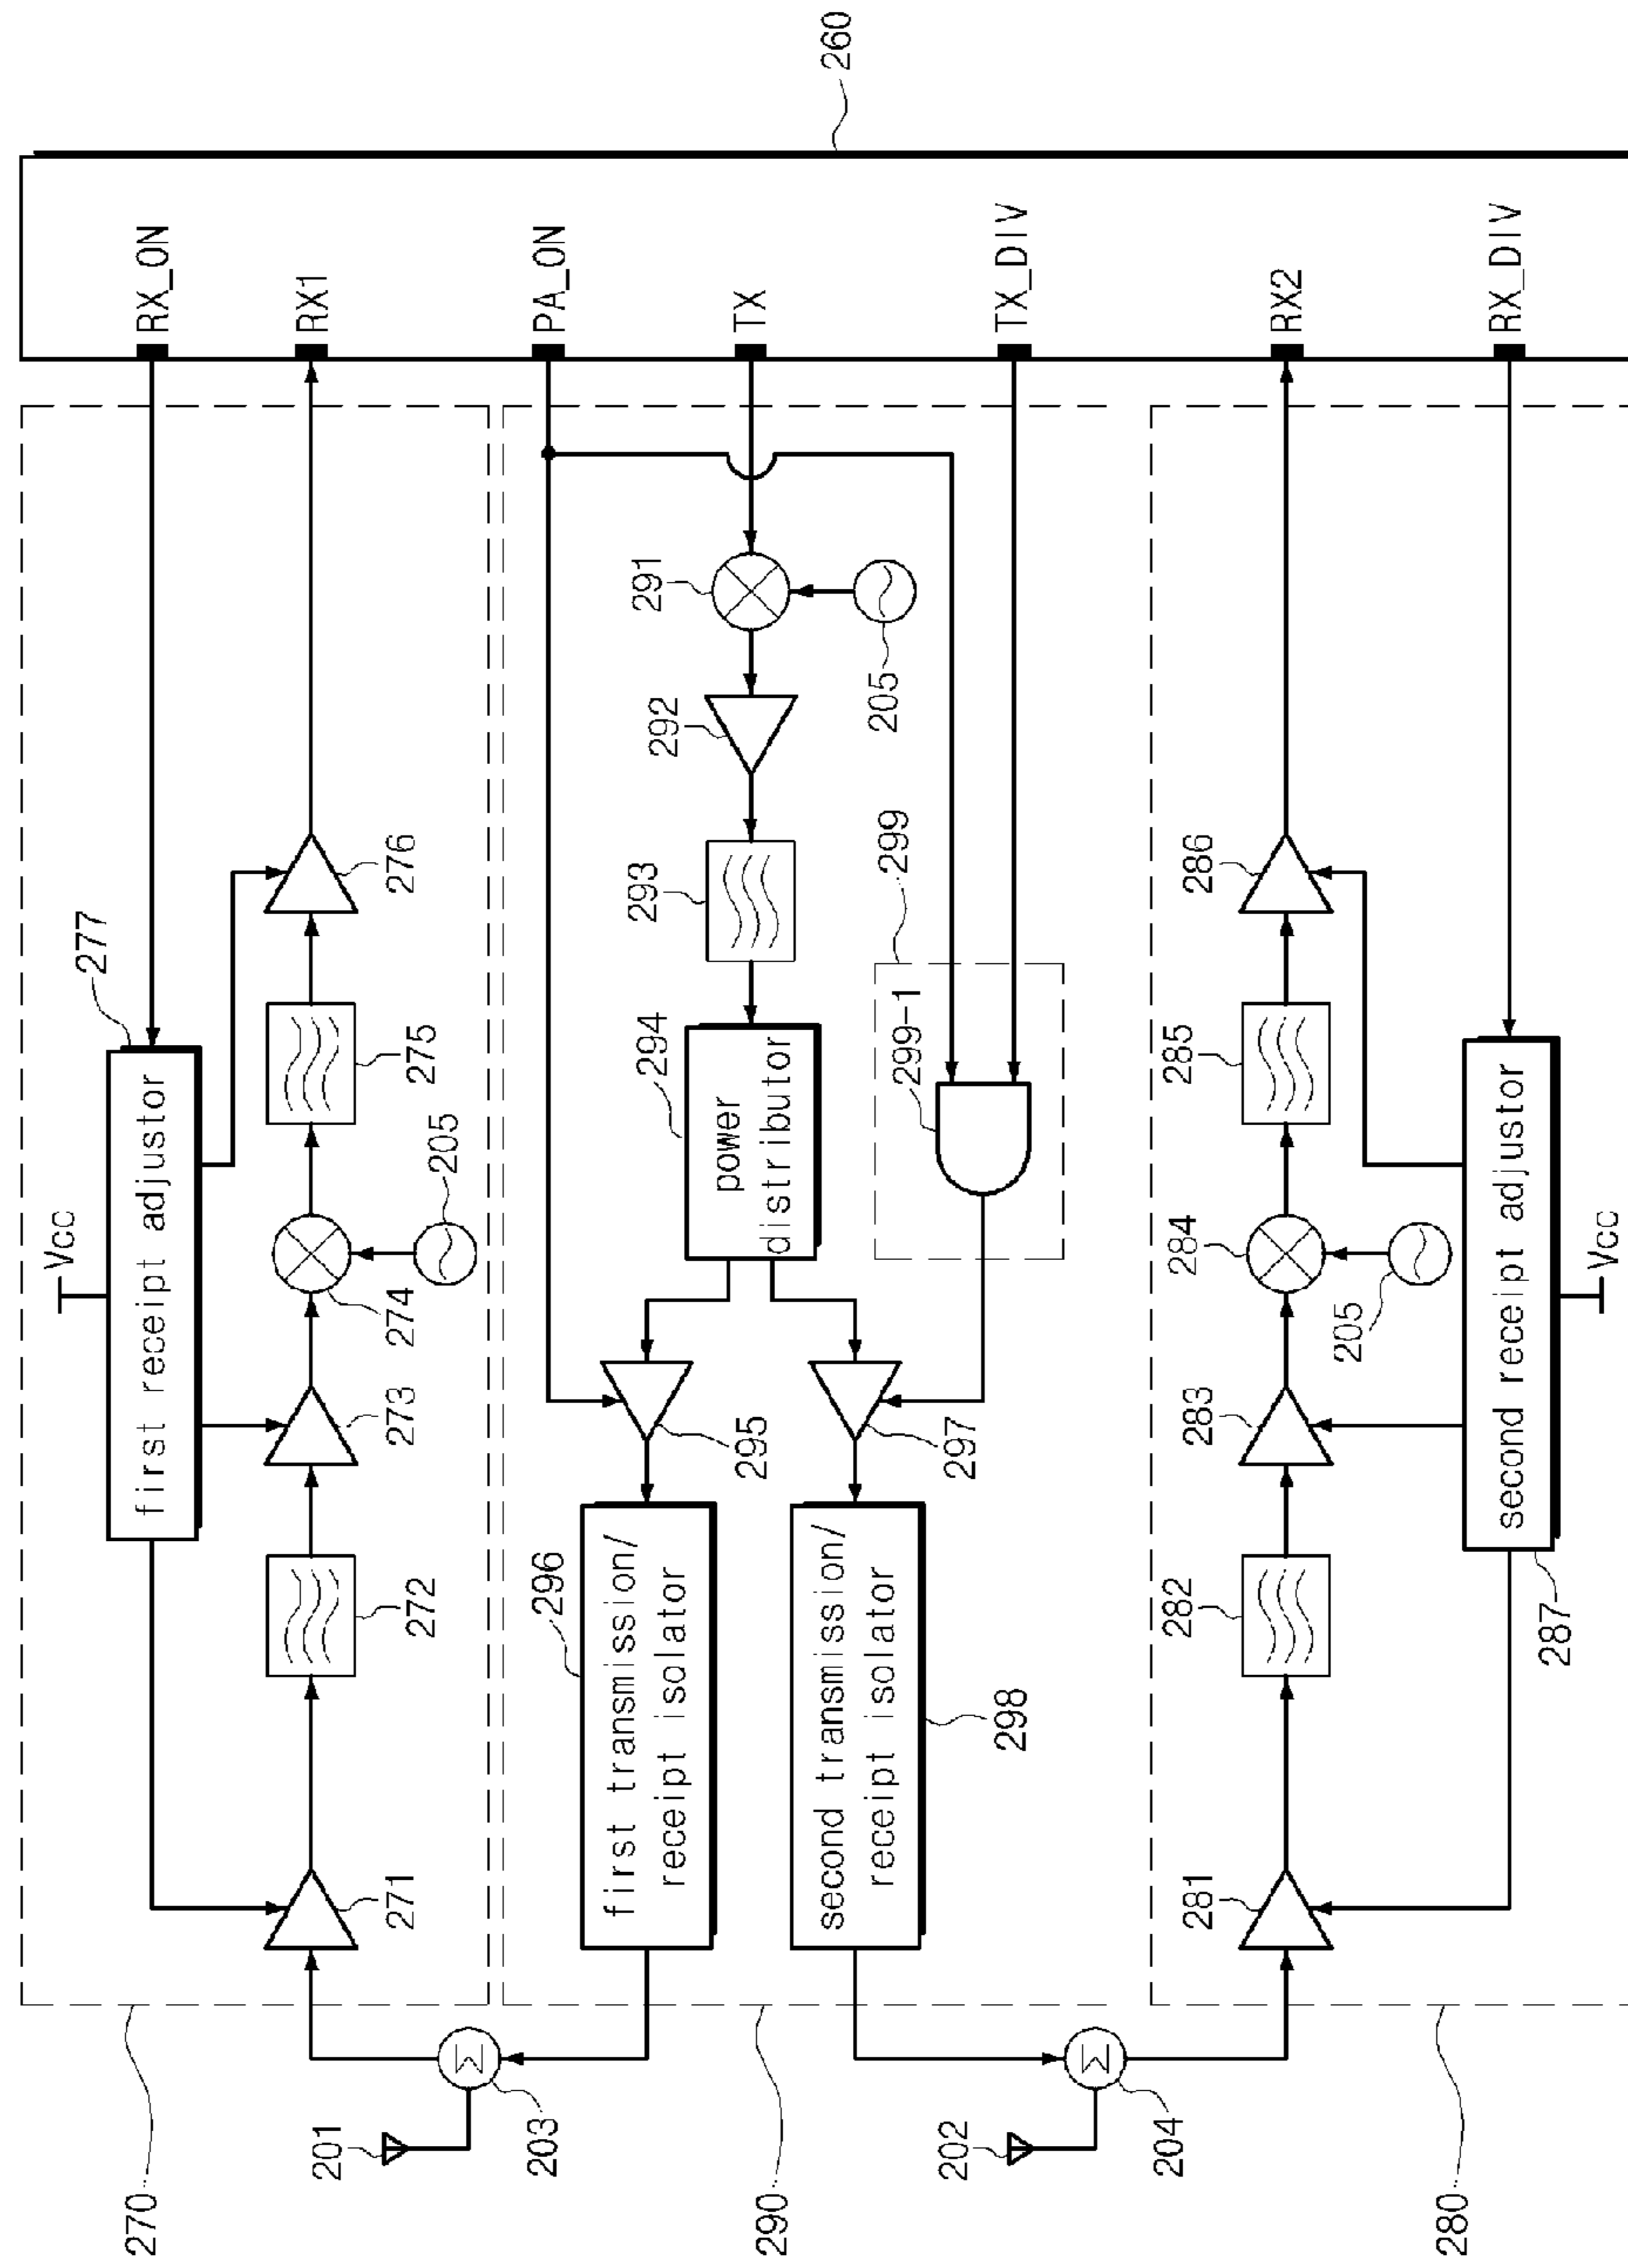 260
RX_ON
RX1
PA_ON
TX
TX_DIV
RX2
RX_DIV
277
Vcc
first receipt adjustor
276
275
205
274
273
272
271
291
205
292
293
299
299-1
294
power
distributor
295
297
296
first transmission/
receipt isolator
second transmission/
receipt isolator
298
286
285
284
205
283
282
281
second receipt adjustor
Vcc
287
201
203
202
204
270
290
280